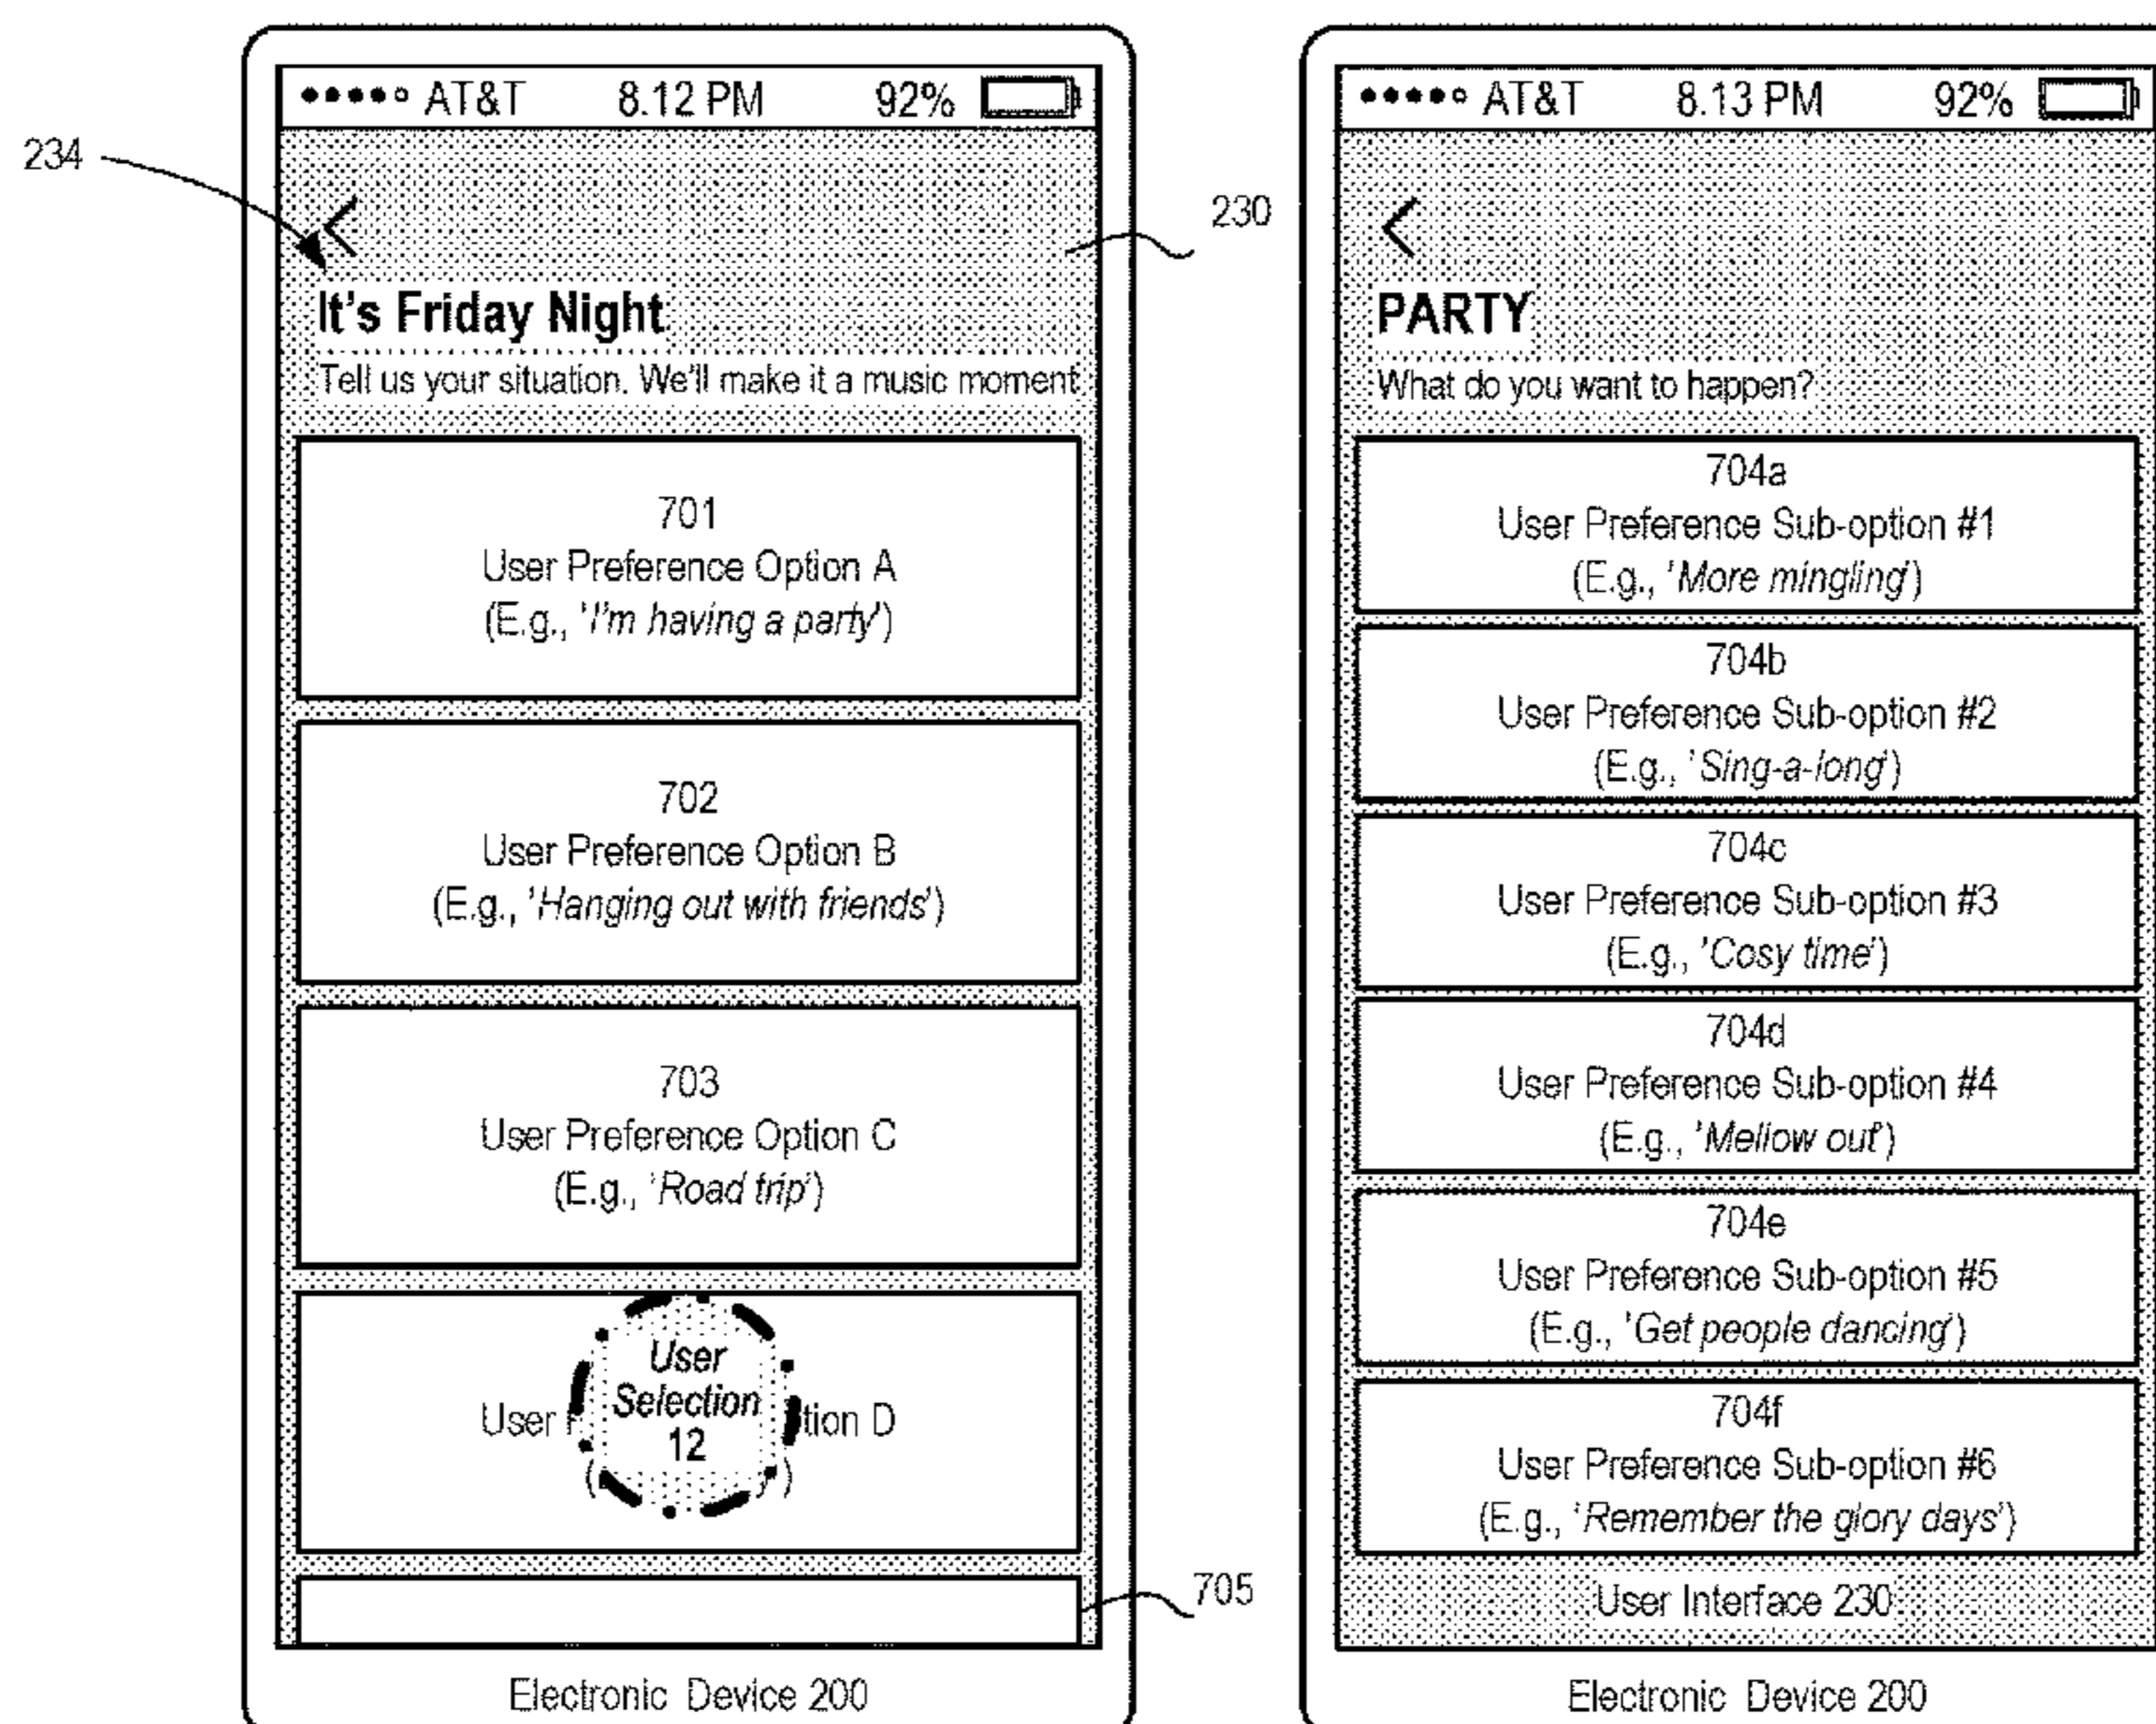 AT&T 8.12 PM 92%
234
230
It's Friday Night
Tell us your situation. We'll make it a music moment
701
User Preference Option A
(E.g., 'I'm having a party')
702
User Preference Option B
(E.g., 'Hanging out with friends')
703
User Preference Option C
(E.g., 'Road trip')
User
Selection
12
User tion D
705
Electronic Device 200
AT&T 8.13 PM 92%
PARTY
What do you want to happen?
704a
User Preference Sub-option #1
(E.g., 'More mingling')
704b
User Preference Sub-option #2
(E.g., 'Sing-a-long')
704c
User Preference Sub-option #3
(E.g., 'Cosy time')
704d
User Preference Sub-option #4
(E.g., 'Mellow out')
704e
User Preference Sub-option #5
(E.g., 'Get people dancing')
704f
User Preference Sub-option #6
(E.g., 'Remember the glory days')
User Interface 230
Electronic Device 200